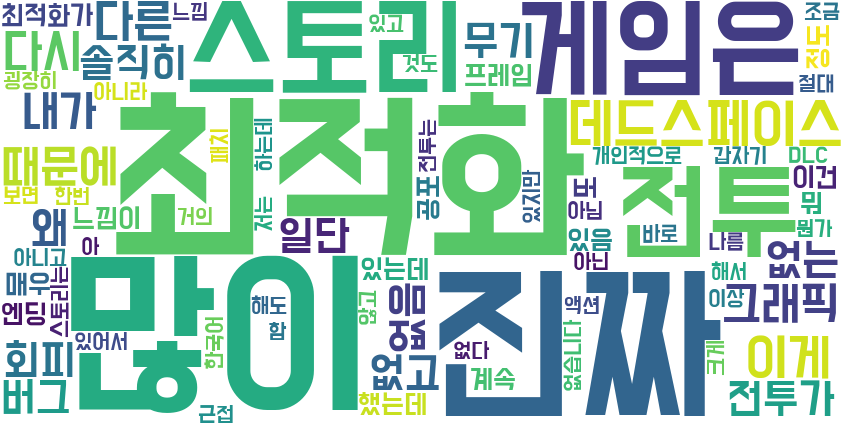 최적화가 다른 느낌 스토리 있고 게임은 조금
다시 솔직히 무기 것도 정도
굉장히 아니라 프레임 절대
내가 최적화 데드스페이스
때문에 패치 하는데 전투는 개인적으로 갑자기 DLC
보면 한번 공포 있지만 전투 이건
왜 느낌이 거의 저는 일단 또 아님 바로 뭐
아니고 아 있는데 있음 아닌 나름 뭔가
매우 많이 진짜 없는
엔딩 스토리는 해도 않고 없음 액션 해서 이상 그래픽
회피 있어서 한국어 함 없고 없다 없습니다 크게 이게
버그 근접 했는데 계속 전투가